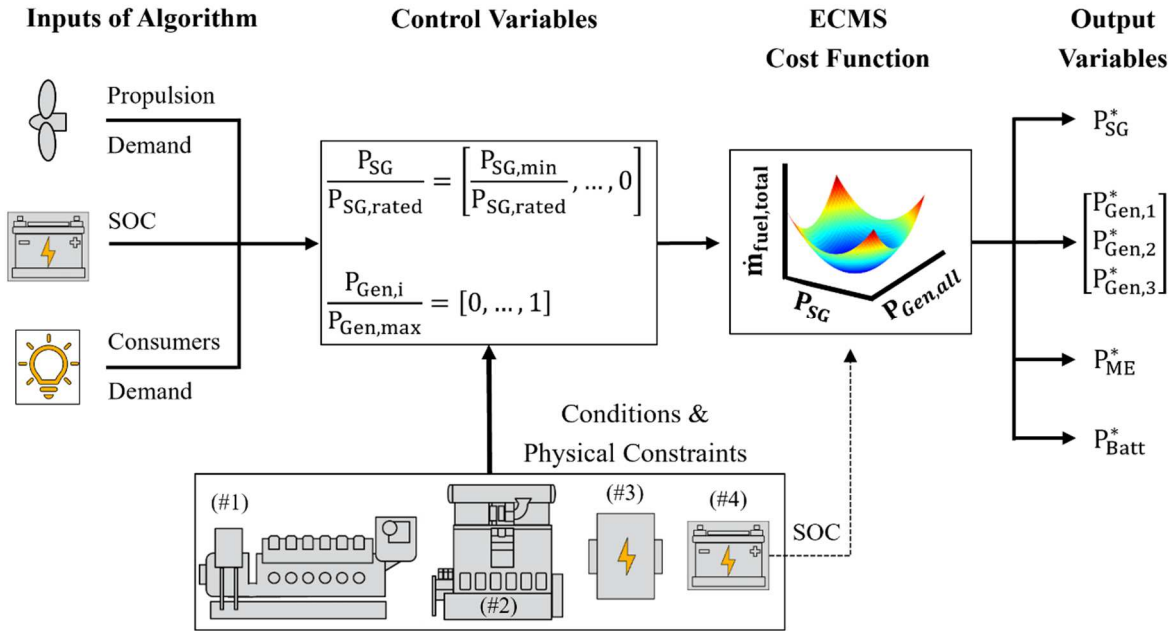 Inputs of Algorithm
Control Variables
ECMS
Cost Function
Output
Variables
Propulsion
Demand
SOC
Consumers
Demand
P_SG / P_SG,rated = [P_SG,min / P_SG,rated , … , 0]
P_Gen,i / P_Gen,max = [0, … , 1]
ṁ_fuel,total
P_SG
P_Gen,all
P*_SG
P*_Gen,1
P*_Gen,2
P*_Gen,3
P*_ME
P*_Batt
Conditions &
Physical Constraints
(#1)
(#2)
(#3)
(#4)
SOC